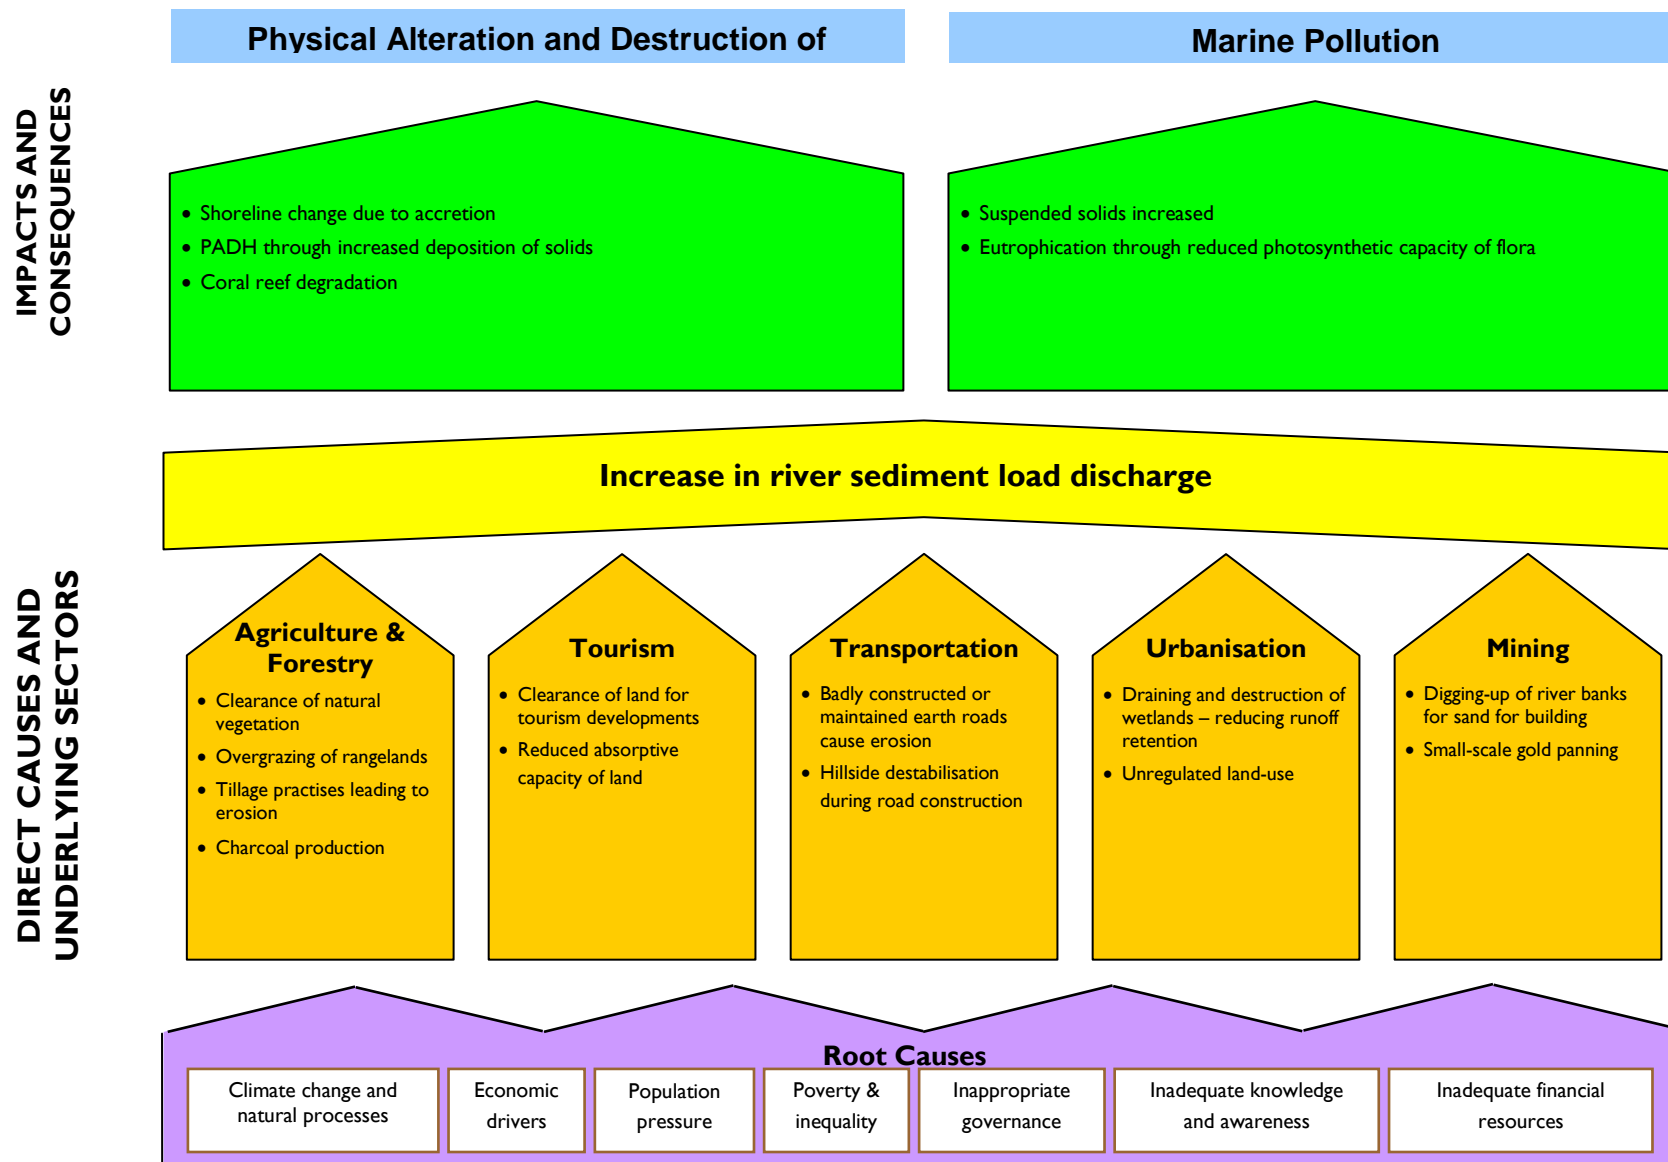 Physical Alteration and Destruction of
Marine Pollution
IMPACTS AND
CONSEQUENCES
• Shoreline change due to accretion
• PADH through increased deposition of solids
• Coral reef degradation
• Suspended solids increased
• Eutrophication through reduced photosynthetic capacity of flora
Increase in river sediment load discharge
DIRECT CAUSES AND
UNDERLYING SECTORS
Agriculture &
Forestry
• Clearance of natural
vegetation
• Overgrazing of rangelands
• Tillage practises leading to
erosion
• Charcoal production
Tourism
• Clearance of land for
tourism developments
• Reduced absorptive
capacity of land
Transportation
• Badly constructed or
maintained earth roads
cause erosion
• Hillside destabilisation
during road construction
Urbanisation
• Draining and destruction of
wetlands – reducing runoff
retention
• Unregulated land-use
Mining
• Digging-up of river banks
for sand for building
• Small-scale gold panning
Root Causes
Climate change and
natural processes
Economic
drivers
Population
pressure
Poverty &
inequality
Inappropriate
governance
Inadequate knowledge
and awareness
Inadequate financial
resources